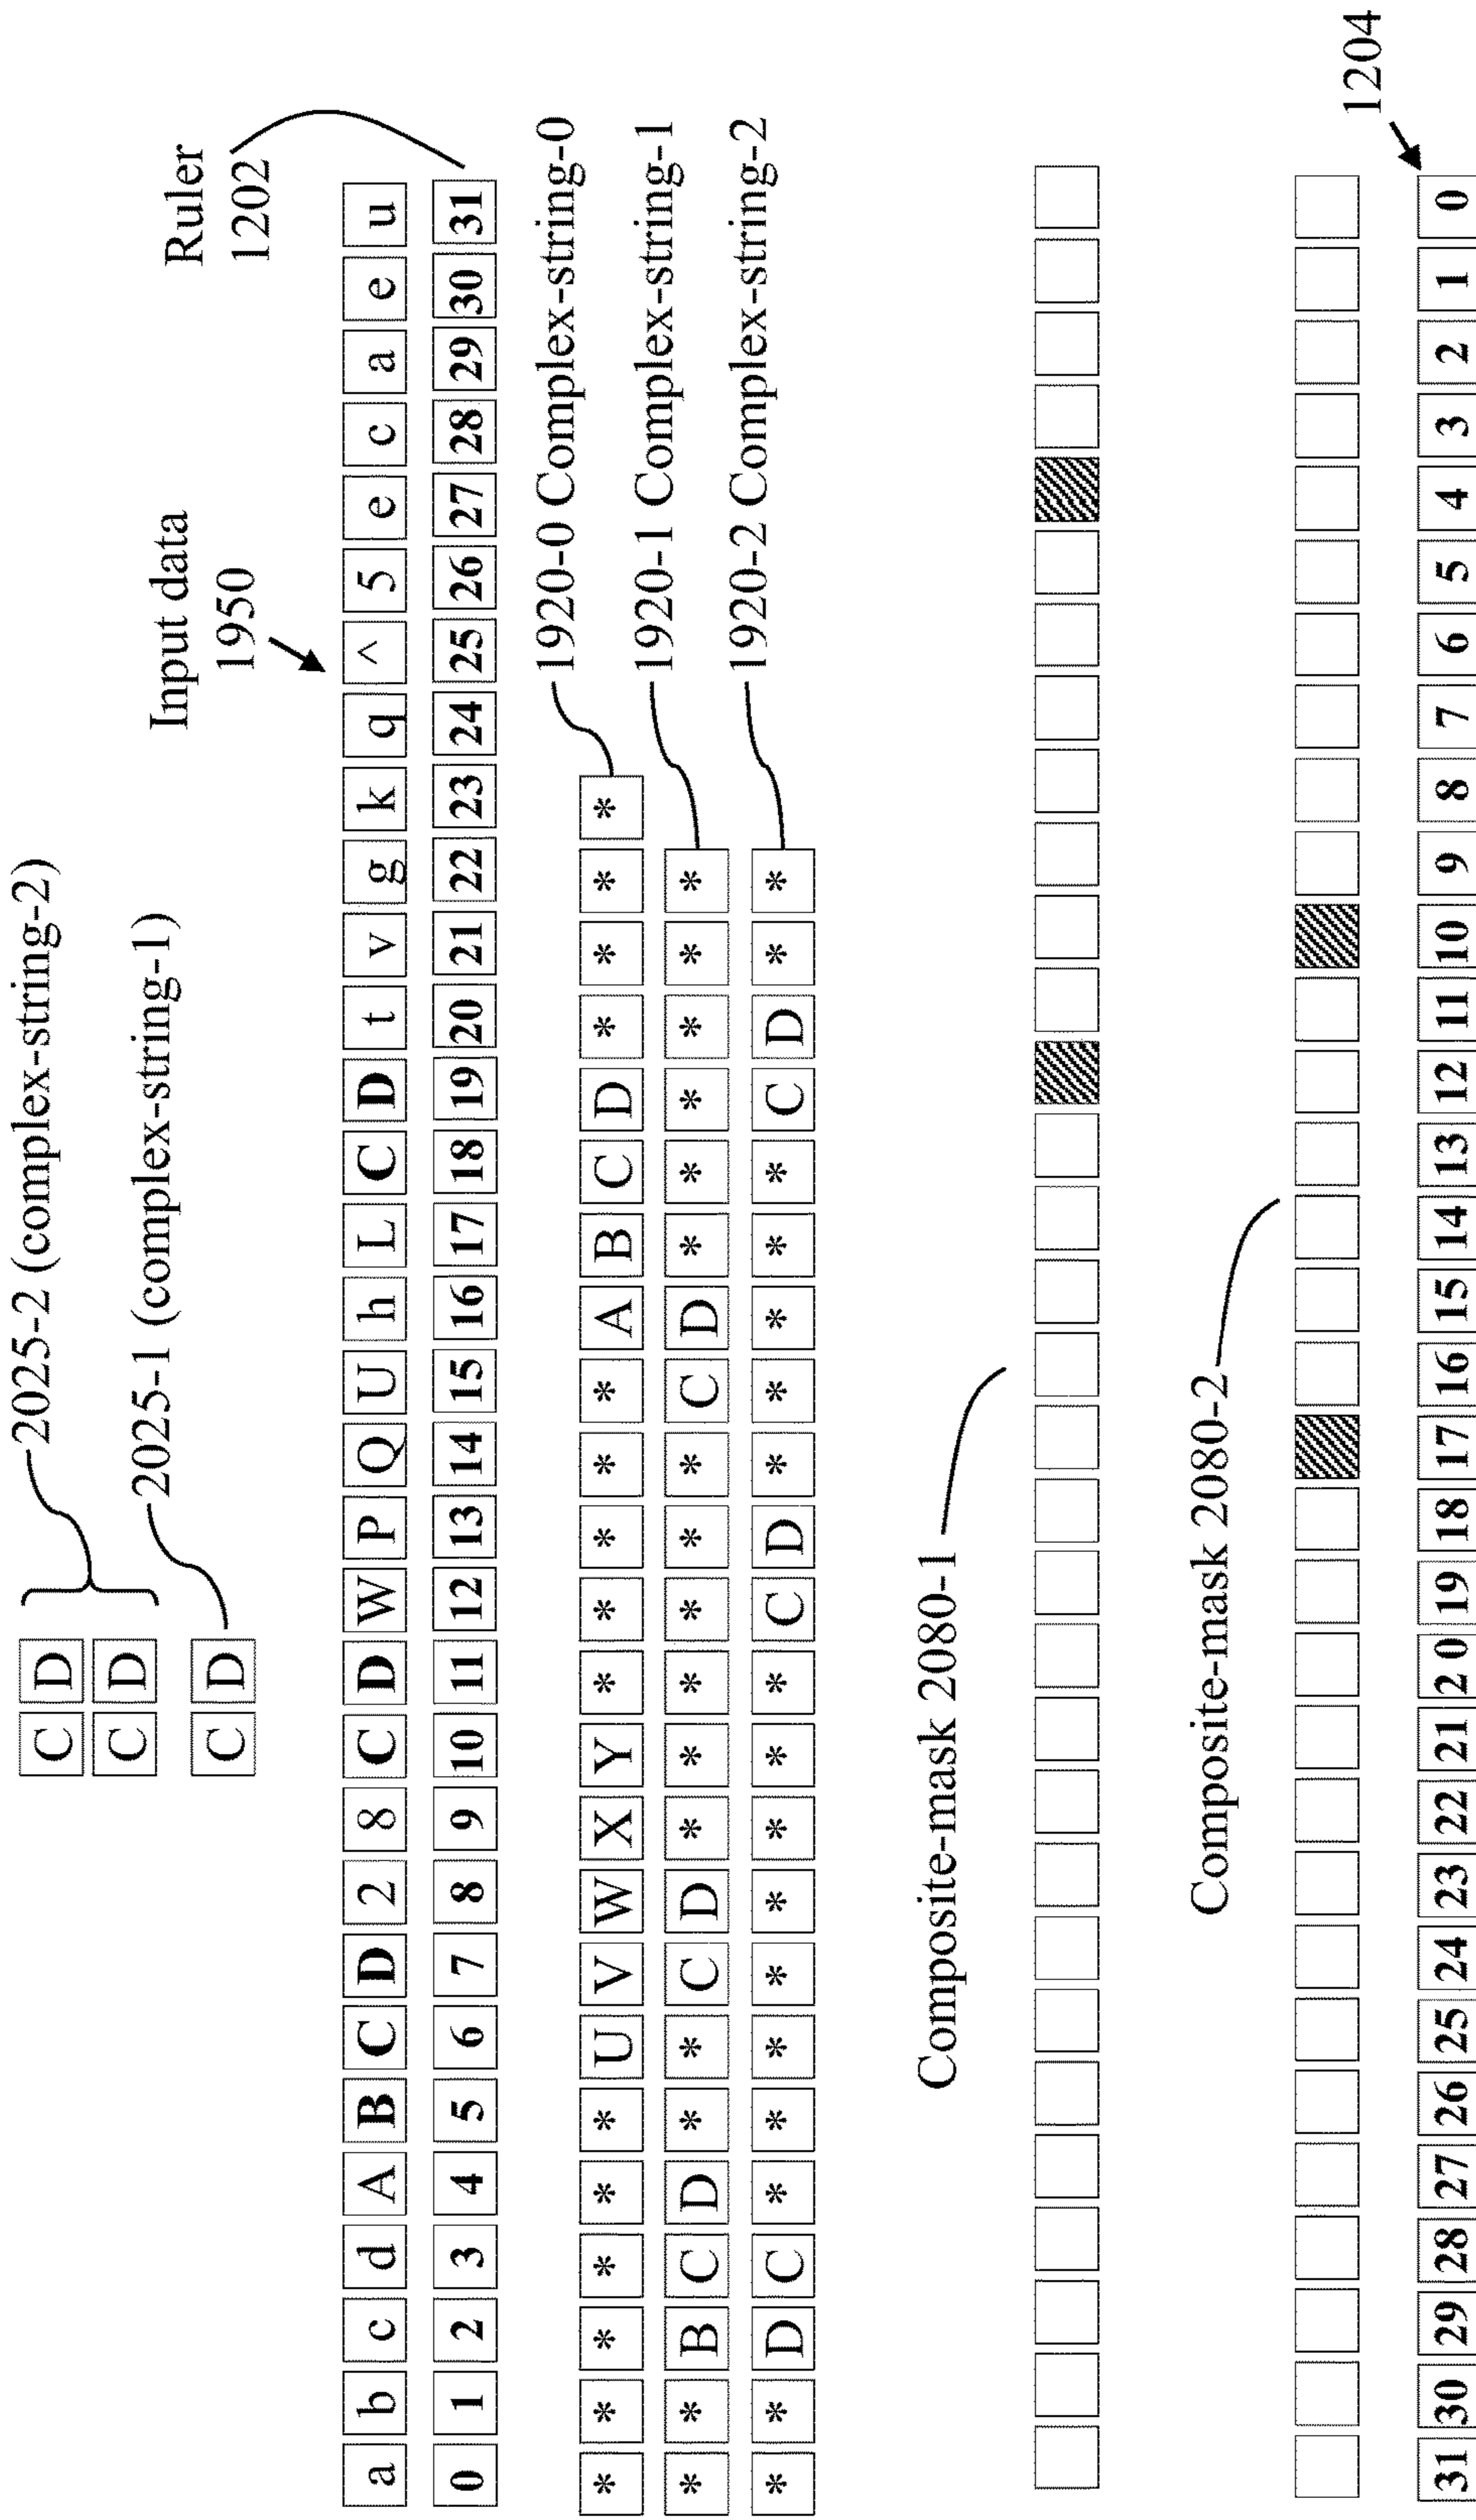 C D
2025-2 (complex-string-2)
C D
2025-1 (complex-string-1)
C D
Input data
1950
Ruler
1202
a b c d A B C D 2 8 C D W P Q U h L C D t v g k q ^ 5 e c a e u
0 1 2 3 4 5 6 7 8 9 10 11 12 13 14 15 16 17 18 19 20 21 22 23 24 25 26 27 28 29 30 31
* * * * * * U V W X Y * * * * * A B C D * * * *
1920-0 Complex-string-0
* * B C D * * C D * * * * * * C D * * * * * *
1920-1 Complex-string-1
* * D C * * * * * * * * C D * * * * * C D * *
1920-2 Complex-string-2
Composite-mask 2080-1
Composite-mask 2080-2
1204
31 30 29 28 27 26 25 24 23 22 21 2 0 19 18 17 16 15 14 13 12 11 10 9 8 7 6 5 4 3 2 1 0